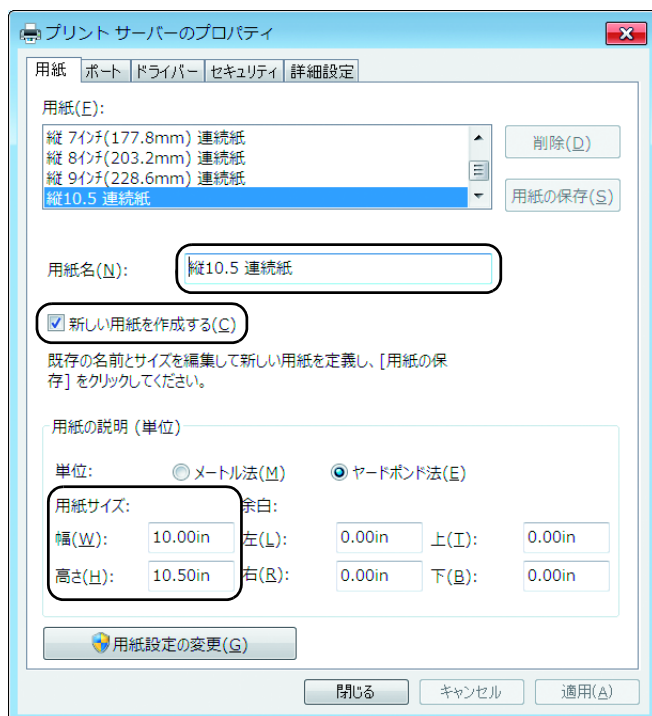 プリント サーバーのプロパティ
用紙 ポート ドライバー セキュリティ 詳細設定
用紙(F):
縦 7インチ(177.8mm) 連続紙
縦 8インチ(203.2mm) 連続紙
縦 9インチ(228.6mm) 連続紙
縦10.5 連続紙
削除(D)
用紙の保存(S)
用紙名(N): 縦10.5 連続紙
新しい用紙を作成する(C)
既存の名前とサイズを編集して新しい用紙を定義し、[用紙の保
存] をクリックしてください。
用紙の説明 (単位)
単位: メートル法(M) ヤードポンド法(E)
用紙サイズ: 余白:
幅(W): 10.00in 左(L): 0.00in 上(T): 0.00in
高さ(H): 10.50in 右(R): 0.00in 下(B): 0.00in
用紙設定の変更(G)
閉じる キャンセル 適用(A)